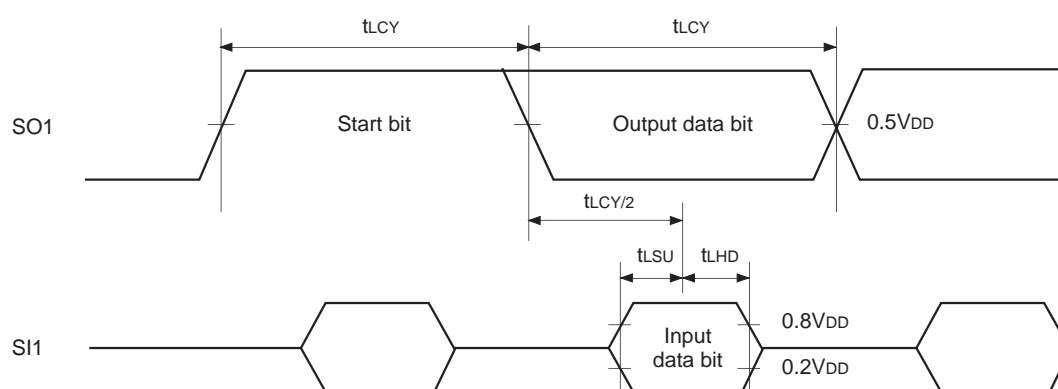 tLCY
tLCY
SO1
Start bit
Output data bit
0.5VDD
tLCY/2
tLSU
tLHD
0.8VDD
SI1
Input
data bit
0.2VDD